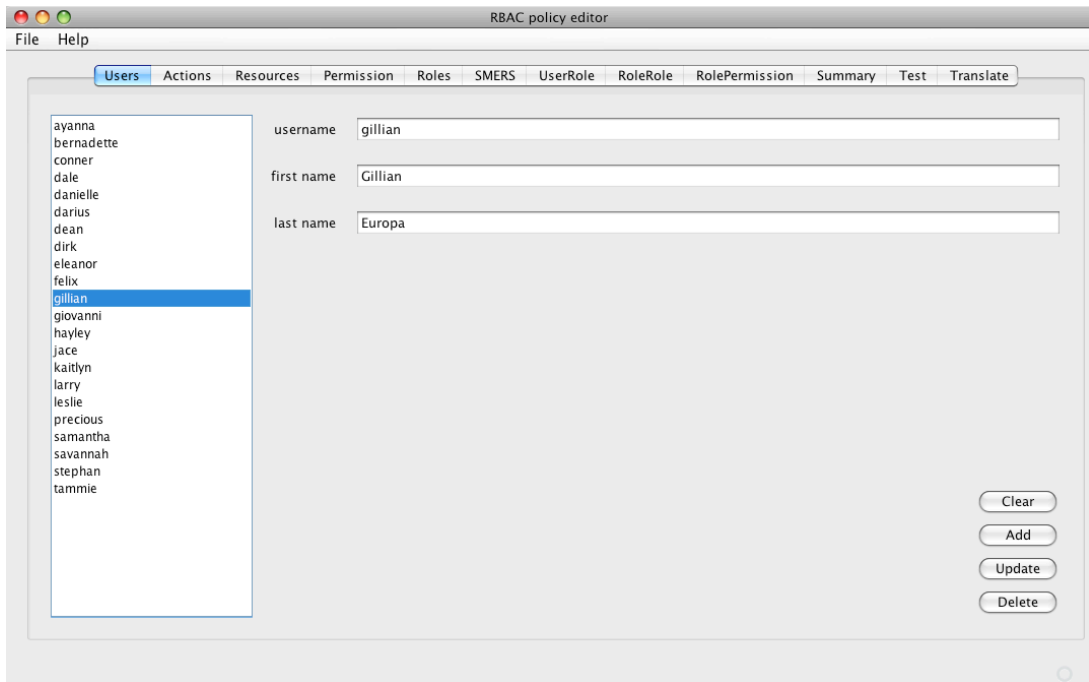 RBAC policy editor
File Help
Users Actions Resources Permission Roles SMERS UserRole RoleRole RolePermission Summary Test Translate
ayanna
bernadette
conner
dale
danielle
darius
dean
dirk
eleanor
felix
gillian
giovanni
hayley
jace
kaitlyn
larry
leslie
precious
samantha
savannah
stephan
tammie
username gillian
first name Gillian
last name Europa
Clear
Add
Update
Delete